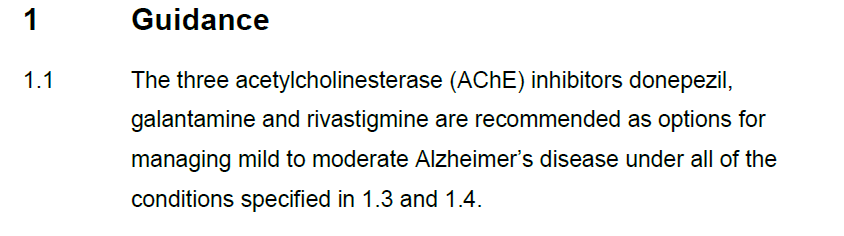 1 Guidance
1.1 The three acetylcholinesterase (AChE) inhibitors donepezil,
galantamine and rivastigmine are recommended as options for
managing mild to moderate Alzheimer’s disease under all of the
conditions specified in 1.3 and 1.4.